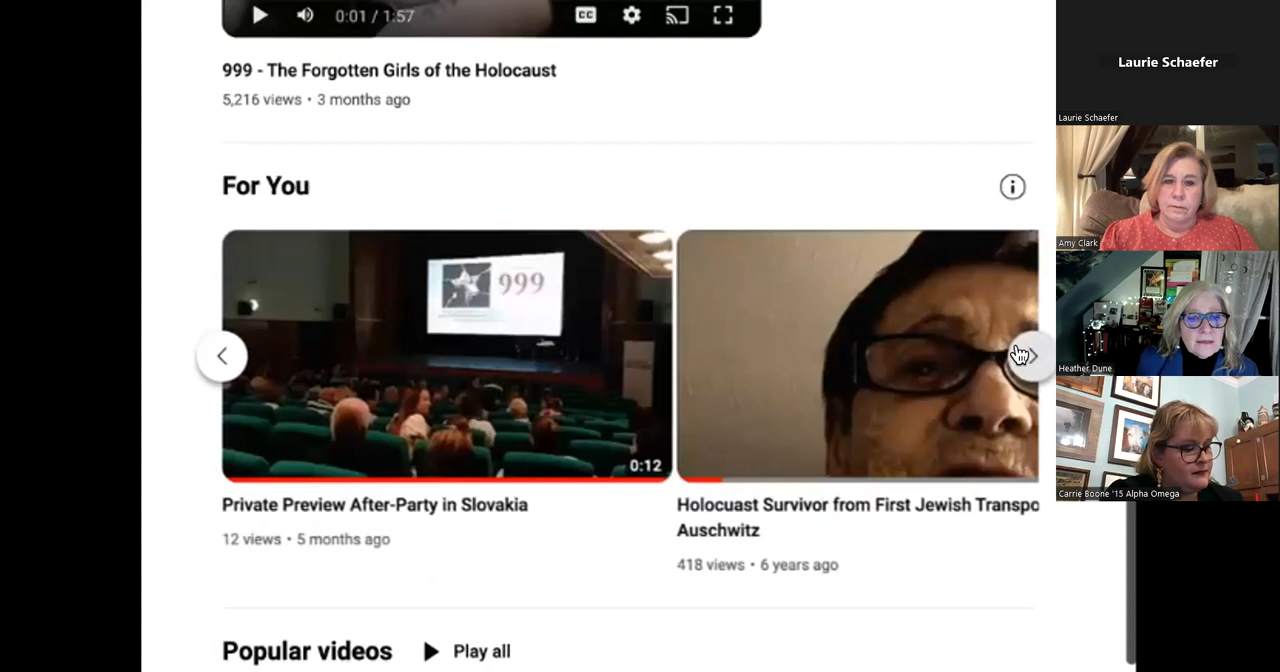 0:01 / 1:57
CC
999 - The Forgotten Girls of the Holocaust
5,216 views • 3 months ago
For You
999
0:12
Private Preview After-Party in Slovakia
12 views • 5 months ago
Holocaust Survivor from First Jewish Transpo
Auschwitz
418 views • 6 years ago
Popular videos
Play all
Laurie Schaefer
Laurie Schaefer
Amy Clark
Heather Dune
Carrie Boone '15 Alpha Omega